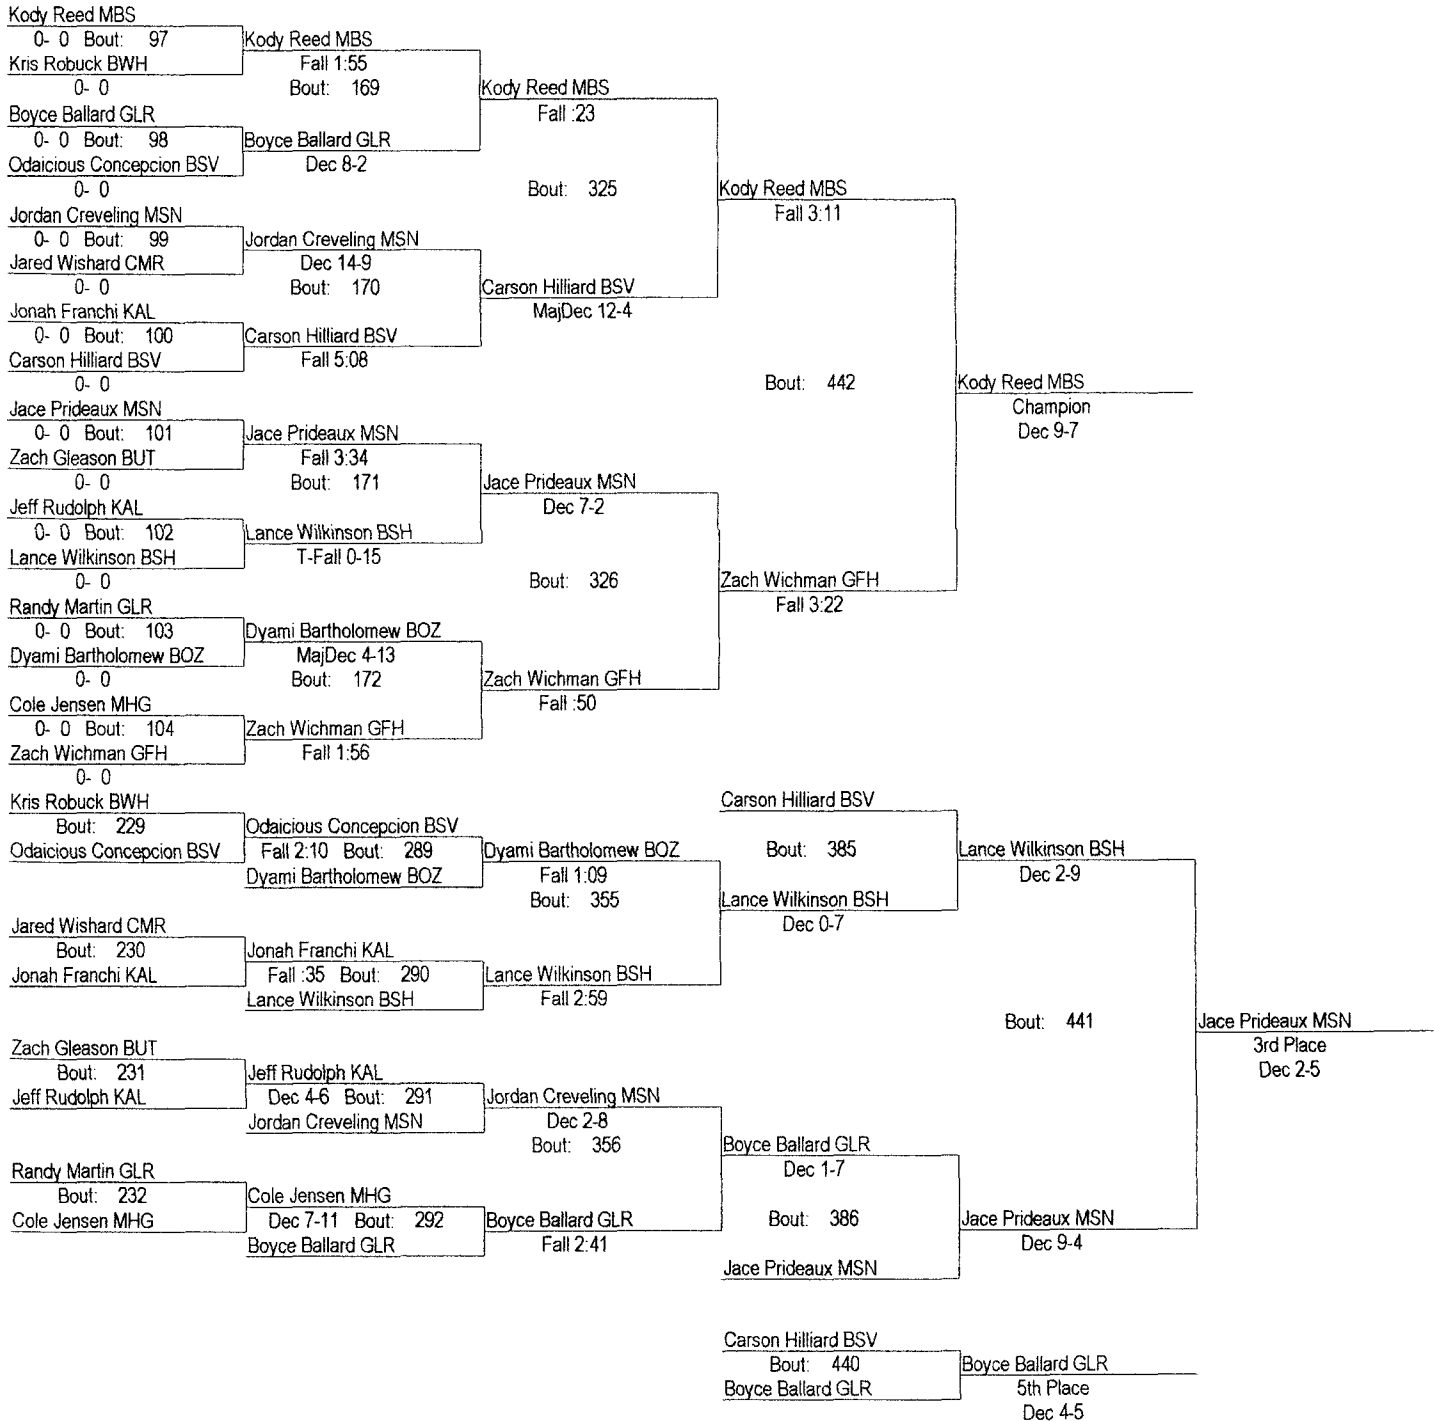 Kody Reed MBS
0- 0 Bout: 97
Kris Robuck BWH
0- 0
Boyce Ballard GLR
0- 0 Bout: 98
Odaicious Concepcion BSV
0- 0
Jordan Creveling MSN
0- 0 Bout: 99
Jared Wishard CMR
0- 0
Jonah Franchi KAL
0- 0 Bout: 100
Carson Hilliard BSV
0- 0
Jace Prideaux MSN
0- 0 Bout: 101
Zach Gleason BUT
0- 0
Jeff Rudolph KAL
0- 0 Bout: 102
Lance Wilkinson BSH
0- 0
Randy Martin GLR
0- 0 Bout: 103
Dyami Bartholomew BOZ
0- 0
Cole Jensen MHG
0- 0 Bout: 104
Zach Wichman GFH
0- 0
Kody Reed MBS
Fall 1:55
Bout: 169
Boyce Ballard GLR
Dec 8-2
Jordan Creveling MSN
Dec 14-9
Bout: 170
Carson Hilliard BSV
Fall 5:08
Jace Prideaux MSN
Fall 3:34
Bout: 171
Lance Wilkinson BSH
T-Fall 0-15
Dyami Bartholomew BOZ
MajDec 4-13
Bout: 172
Zach Wichman GFH
Fall 1:56
Kody Reed MBS
Fall :23
Bout: 325
Carson Hilliard BSV
MajDec 12-4
Jace Prideaux MSN
Dec 7-2
Bout: 326
Zach Wichman GFH
Fall :50
Kody Reed MBS
Fall 3:11
Bout: 442
Zach Wichman GFH
Fall 3:22
Kody Reed MBS
Champion
Dec 9-7
Kris Robuck BWH
Bout: 229
Odaicious Concepcion BSV
Jared Wishard CMR
Bout: 230
Jonah Franchi KAL
Zach Gleason BUT
Bout: 231
Jeff Rudolph KAL
Randy Martin GLR
Bout: 232
Cole Jensen MHG
Odaicious Concepcion BSV
Fall 2:10 Bout: 289
Dyami Bartholomew BOZ
Jonah Franchi KAL
Fall :35 Bout: 290
Lance Wilkinson BSH
Jeff Rudolph KAL
Dec 4-6 Bout: 291
Jordan Creveling MSN
Cole Jensen MHG
Dec 7-11 Bout: 292
Boyce Ballard GLR
Dyami Bartholomew BOZ
Fall 1:09
Bout: 355
Lance Wilkinson BSH
Fall 2:59
Jordan Creveling MSN
Dec 2-8
Bout: 356
Boyce Ballard GLR
Fall 2:41
Carson Hilliard BSV
Bout: 385
Lance Wilkinson BSH
Dec 0-7
Boyce Ballard GLR
Dec 1-7
Bout: 386
Jace Prideaux MSN
Lance Wilkinson BSH
Dec 2-9
Bout: 441
Jace Prideaux MSN
Dec 9-4
Jace Prideaux MSN
3rd Place
Dec 2-5
Carson Hilliard BSV
Bout: 440
Boyce Ballard GLR
Boyce Ballard GLR
5th Place
Dec 4-5